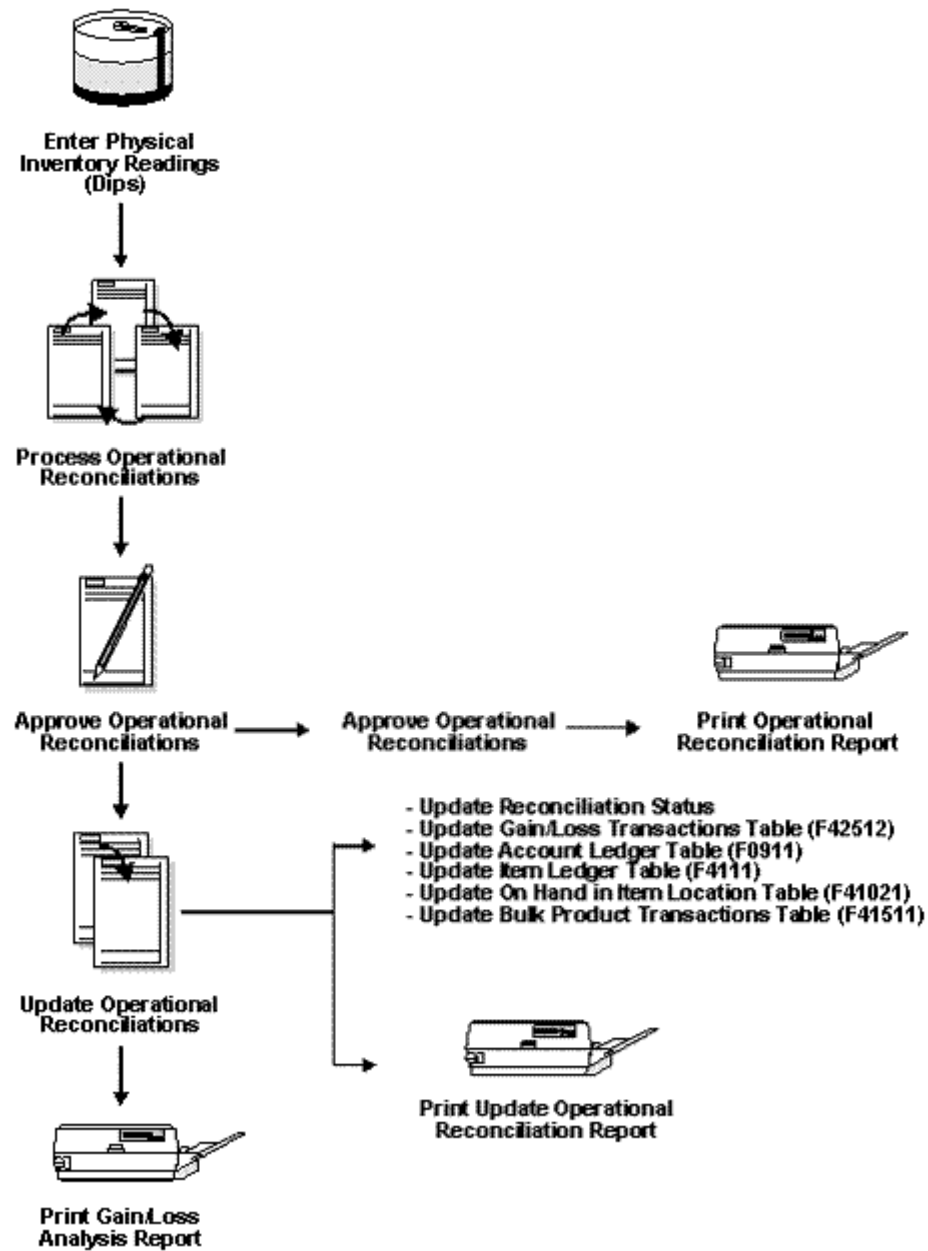 Enter Physical
Inventory Readings
(Dips)
Process Operational
Reconciliations
Approve Operational
Reconciliations
Approve Operational
Reconciliations
Print Operational
Reconciliation Report
- Update Reconciliation Status
- Update Gain/Loss Transactions Table (F42512)
- Update Account Ledger Table (F0911)
- Update Item Ledger Table (F4111)
- Update On Hand in Item Location Table (F41021)
- Update Bulk Product Transactions Table (F41511)
Update Operational
Reconciliations
Print Update Operational
Reconciliation Report
Print Gain/Loss
Analysis Report